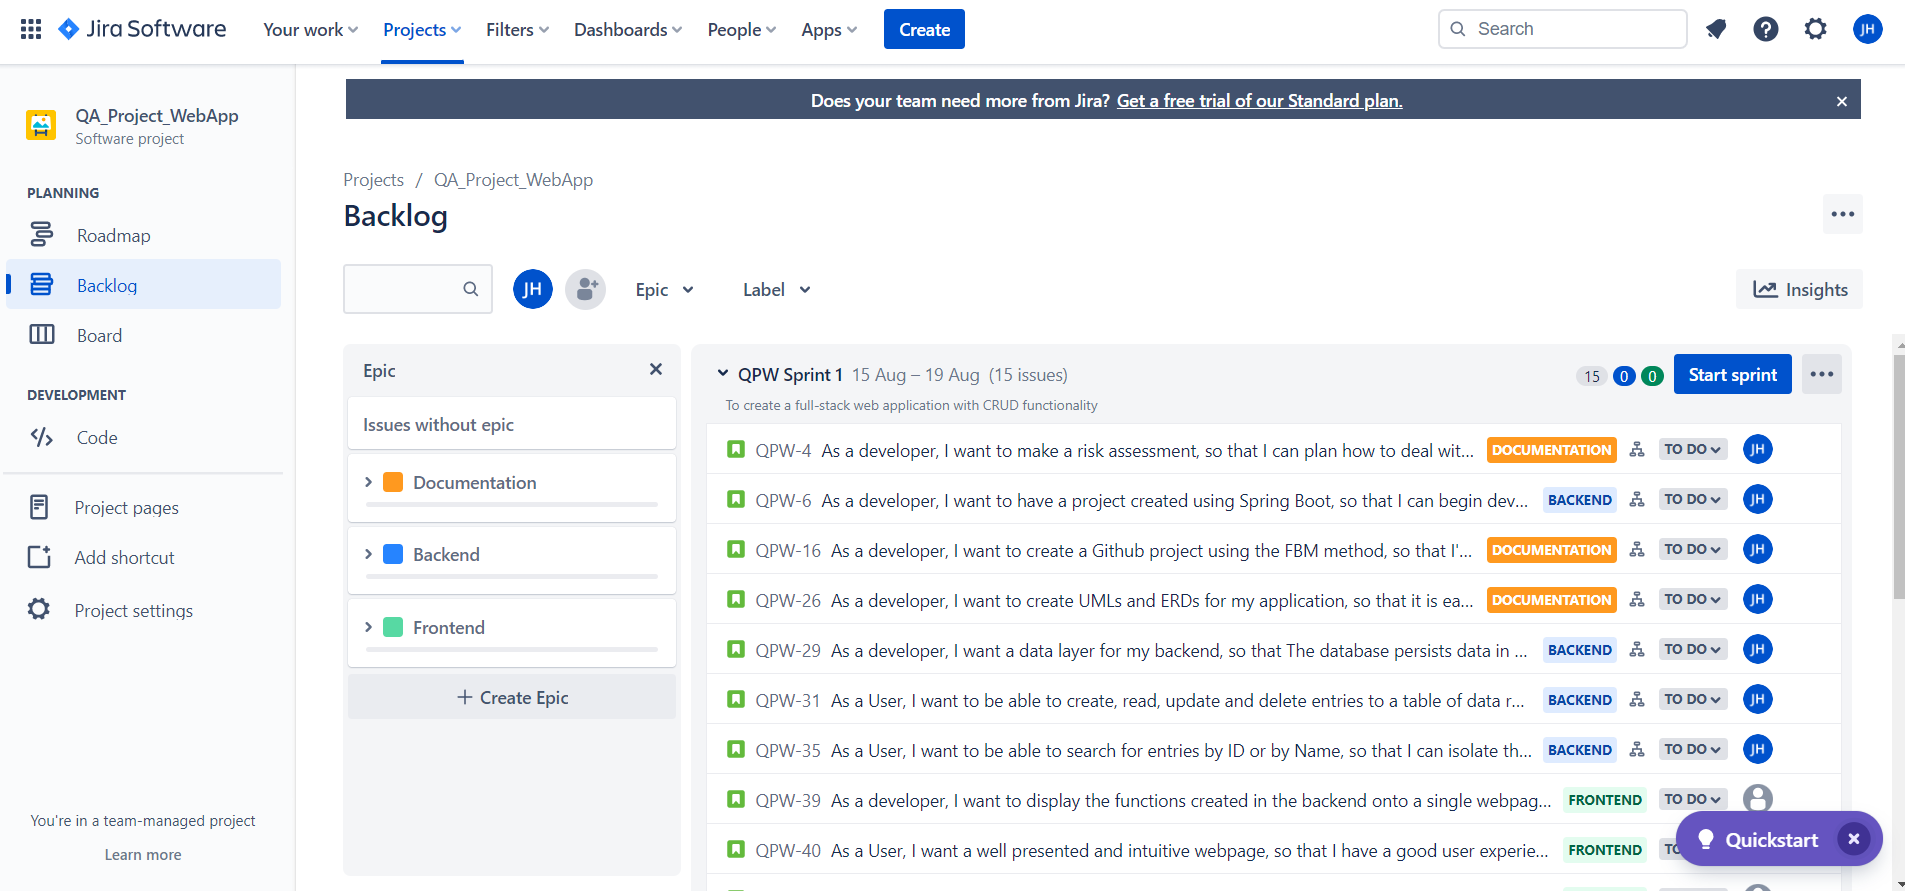 Jira Software Your work Projects Filters Dashboards People Apps Create Search JH
Does your team need more from Jira? Get a free trial of our Standard plan.
QA_Project_WebApp
Software project
PLANNING
Roadmap
Backlog
Board
DEVELOPMENT
Code
Project pages
Add shortcut
Project settings
You're in a team-managed project
Learn more
Projects / QA_Project_WebApp
Backlog
JH Epic Label Insights
Epic
Issues without epic
Documentation
Backend
Frontend
+ Create Epic
QPW Sprint 1 15 Aug – 19 Aug (15 issues) 15 0 0 Start sprint
To create a full-stack web application with CRUD functionality
QPW-4 As a developer, I want to make a risk assessment, so that I can plan how to deal wit... DOCUMENTATION TO DO JH
QPW-6 As a developer, I want to have a project created using Spring Boot, so that I can begin dev... BACKEND TO DO JH
QPW-16 As a developer, I want to create a Github project using the FBM method, so that I'... DOCUMENTATION TO DO JH
QPW-26 As a developer, I want to create UMLs and ERDs for my application, so that it is ea... DOCUMENTATION TO DO JH
QPW-29 As a developer, I want a data layer for my backend, so that The database persists data in ... BACKEND TO DO JH
QPW-31 As a User, I want to be able to create, read, update and delete entries to a table of data r... BACKEND TO DO JH
QPW-35 As a User, I want to be able to search for entries by ID or by Name, so that I can isolate th... BACKEND TO DO JH
QPW-39 As a developer, I want to display the functions created in the backend onto a single webpag... FRONTEND TO DO
QPW-40 As a User, I want a well presented and intuitive webpage, so that I have a good user experie... FRONTEND
Quickstart